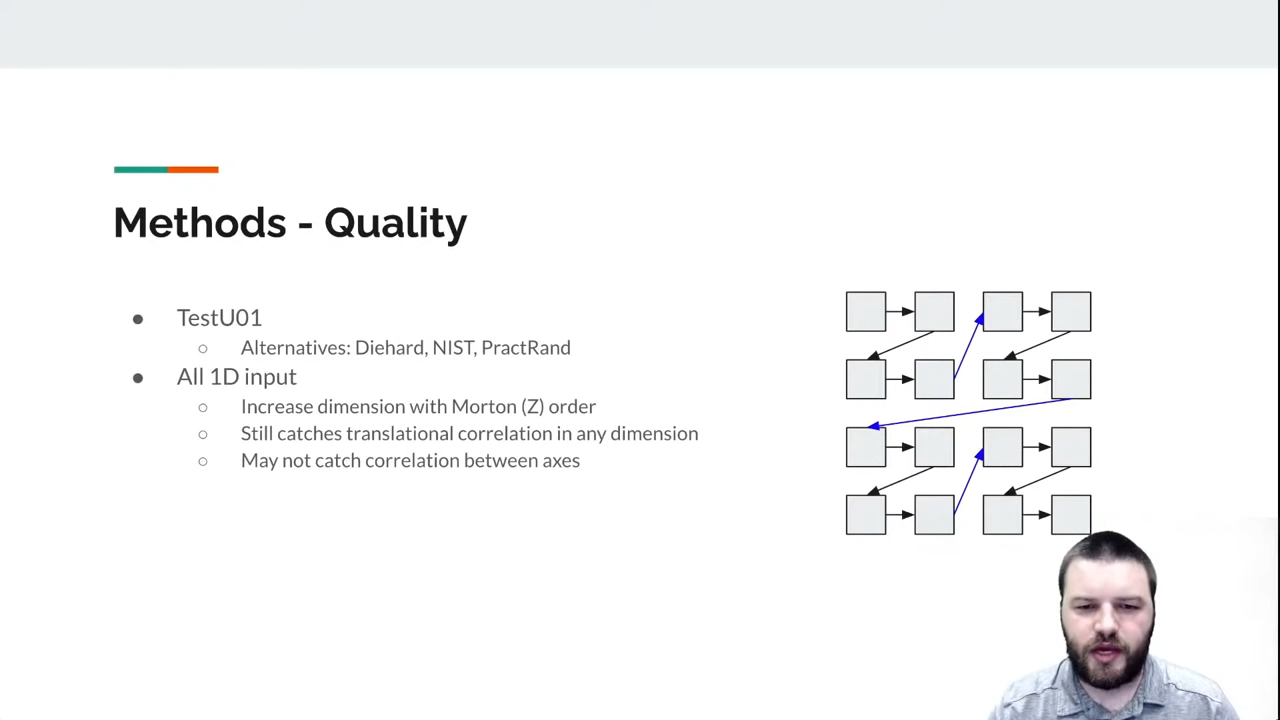 Methods - Quality
● TestU01
○ Alternatives: Diehard, NIST, PractRand
● All 1D input
○ Increase dimension with Morton (Z) order
○ Still catches translational correlation in any dimension
○ May not catch correlation between axes